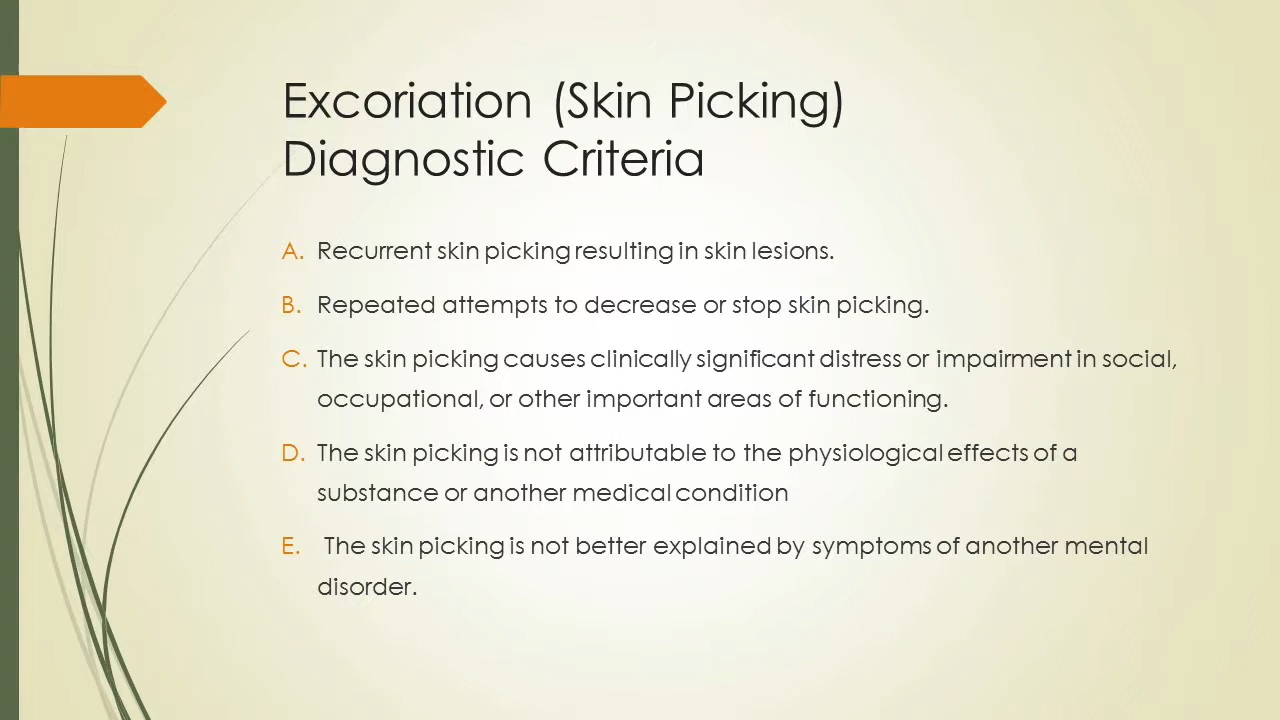 Excoriation (Skin Picking)
Diagnostic Criteria
A. Recurrent skin picking resulting in skin lesions.
B. Repeated attempts to decrease or stop skin picking.
C. The skin picking causes clinically significant distress or impairment in social,
occupational, or other important areas of functioning.
D. The skin picking is not attributable to the physiological effects of a
substance or another medical condition
E. The skin picking is not better explained by symptoms of another mental
disorder.